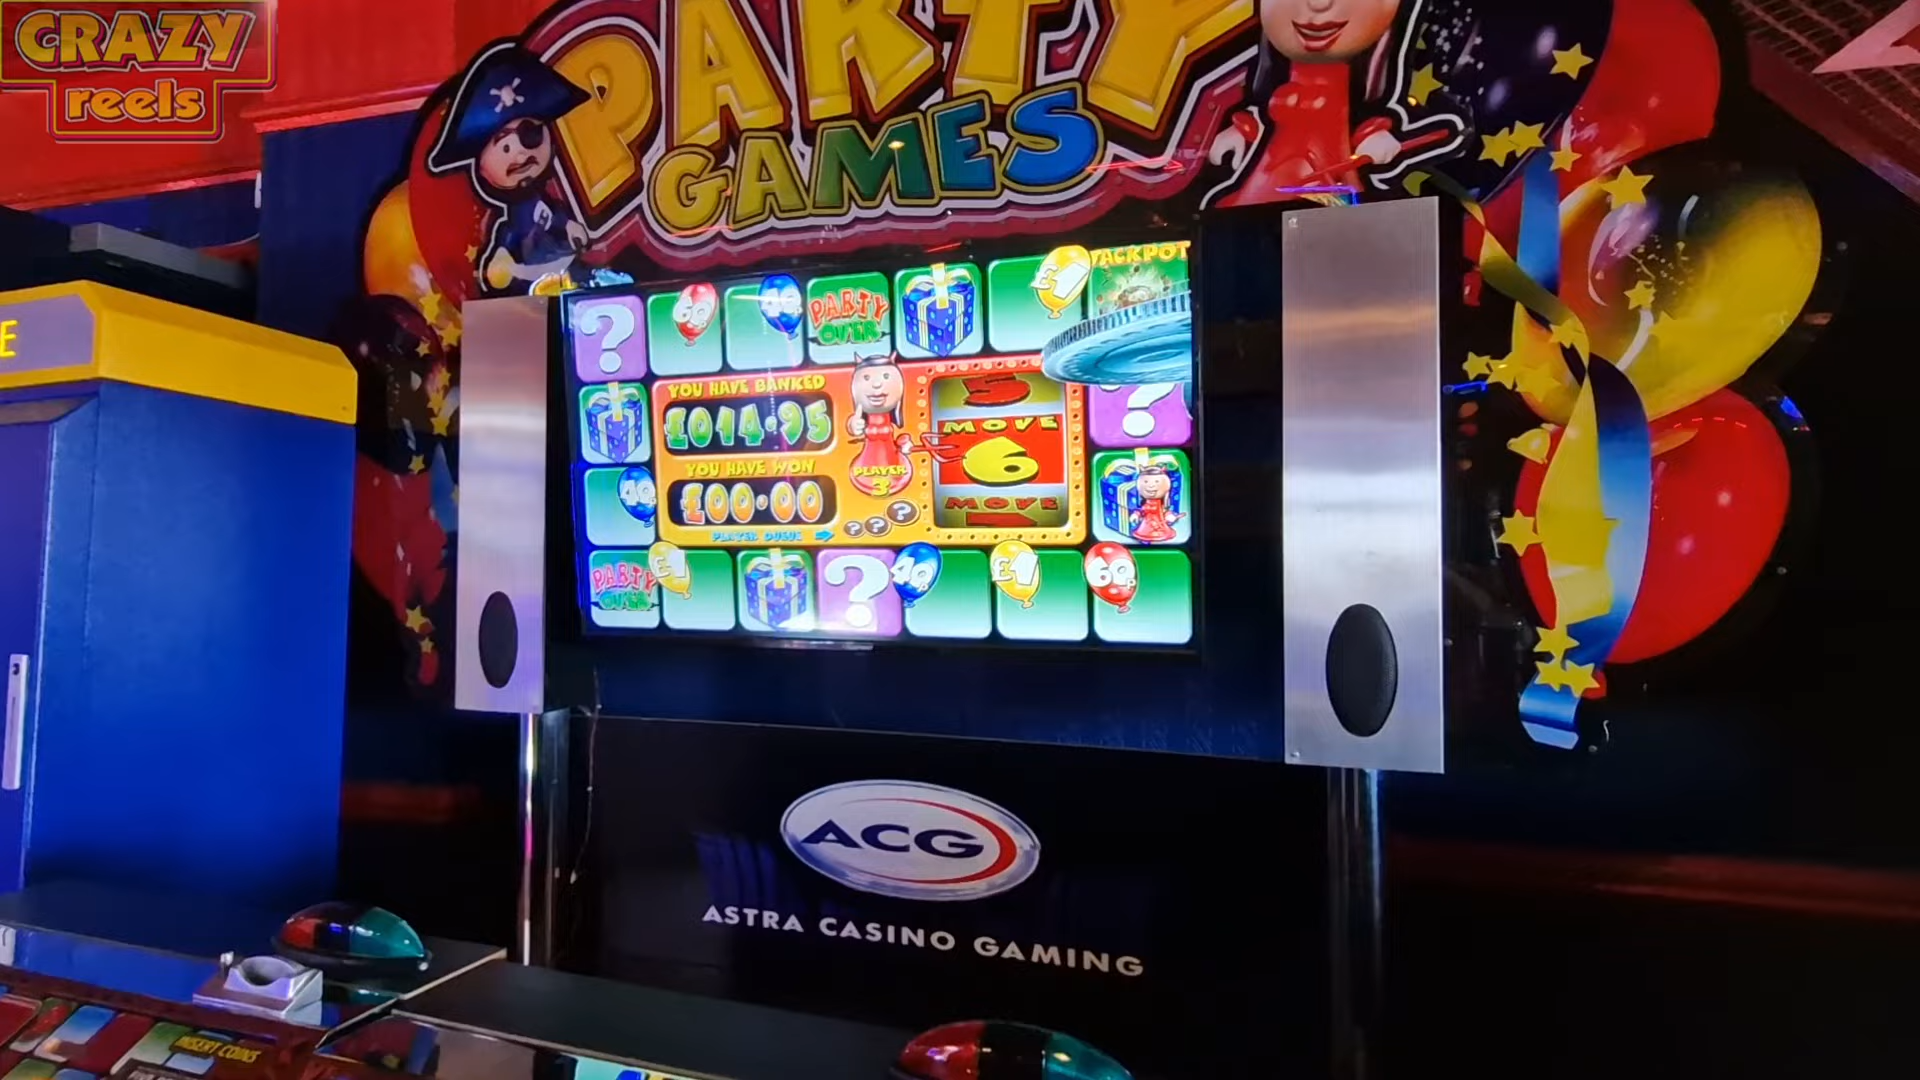 CRAZY
reels
PARTY
GAMES
E
JACKPOT
?
60p
40p
PARTY
OVER
£1
YOU HAVE BANKED
£014.95
5
MOVE
6
MOVE
?
YOU HAVE WON
£00.00
PLAYER
3
? ? ?
PLAYER QUEUE
40p
PARTY
OVER
£1
?
40p
£1
60p
ACG
ASTRA CASINO GAMING
INSERT COINS